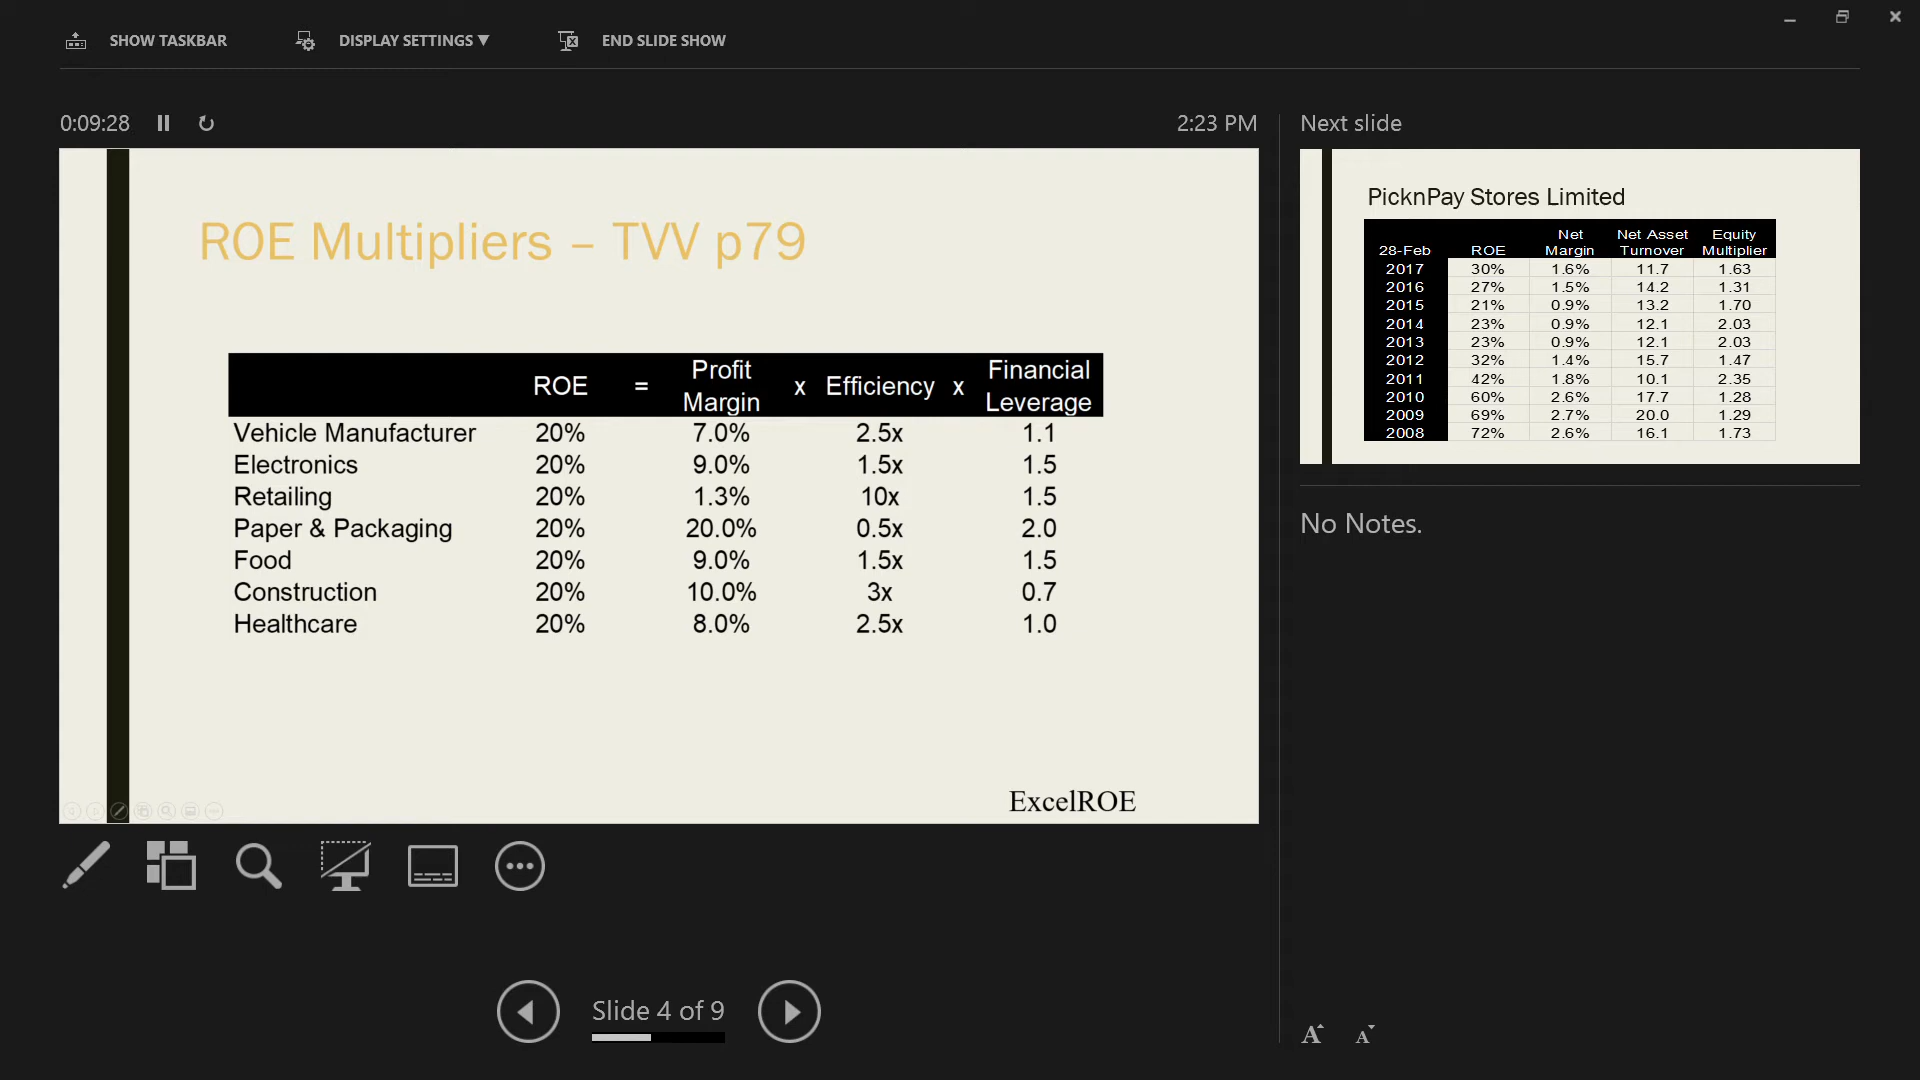 SHOW TASKBAR DISPLAY SETTINGS ▼ END SLIDE SHOW
0:09:28 2:23 PM
ROE Multipliers – TVV p79
ROE = Profit Margin x Efficiency x Financial Leverage
Vehicle Manufacturer 20% 7.0% 2.5x 1.1
Electronics 20% 9.0% 1.5x 1.5
Retailing 20% 1.3% 10x 1.5
Paper & Packaging 20% 20.0% 0.5x 2.0
Food 20% 9.0% 1.5x 1.5
Construction 20% 10.0% 3x 0.7
Healthcare 20% 8.0% 2.5x 1.0
ExcelROE
Slide 4 of 9
Next slide
PicknPay Stores Limited
28-Feb ROE Net Margin Net Asset Turnover Equity Multiplier
2017 30% 1.6% 11.7 1.63
2016 27% 1.5% 14.2 1.31
2015 21% 0.9% 13.2 1.70
2014 23% 0.9% 12.1 2.03
2013 23% 0.9% 12.1 2.03
2012 32% 1.4% 15.7 1.47
2011 42% 1.8% 10.1 2.35
2010 60% 2.6% 17.7 1.28
2009 69% 2.7% 20.0 1.29
2008 72% 2.6% 16.1 1.73
No Notes.
A A